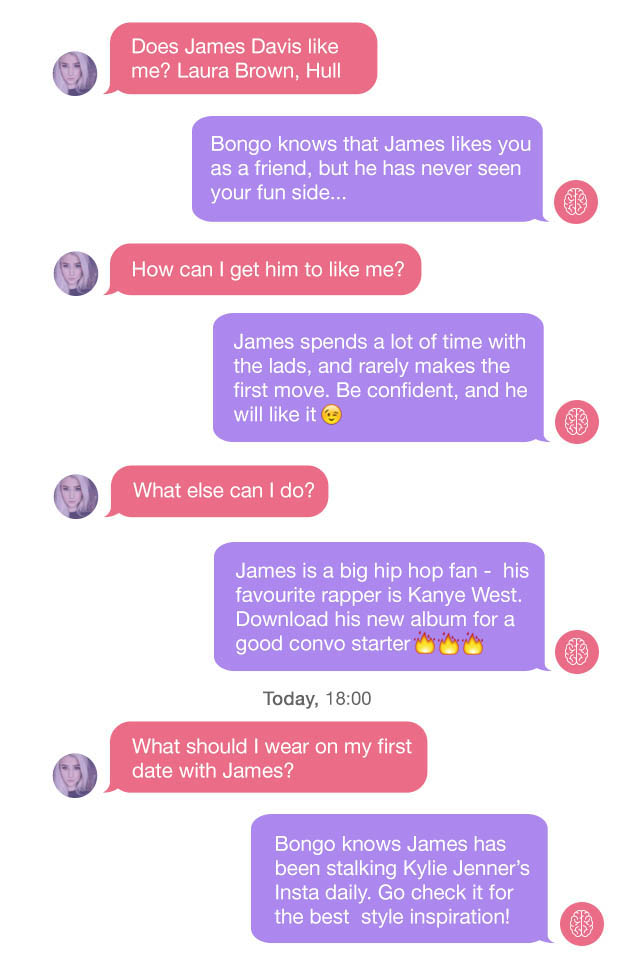 Does James Davis like
me? Laura Brown, Hull
Bongo knows that James likes you
as a friend, but he has never seen
your fun side...
How can I get him to like me?
James spends a lot of time with
the lads, and rarely makes the
first move. Be confident, and he
will like it 😉
What else can I do?
James is a big hip hop fan -  his
favourite rapper is Kanye West.
Download his new album for a
good convo starter 🔥🔥🔥
Today, 18:00
What should I wear on my first
date with James?
Bongo knows James has
been stalking Kylie Jenner’s
Insta daily. Go check it for
the best  style inspiration!